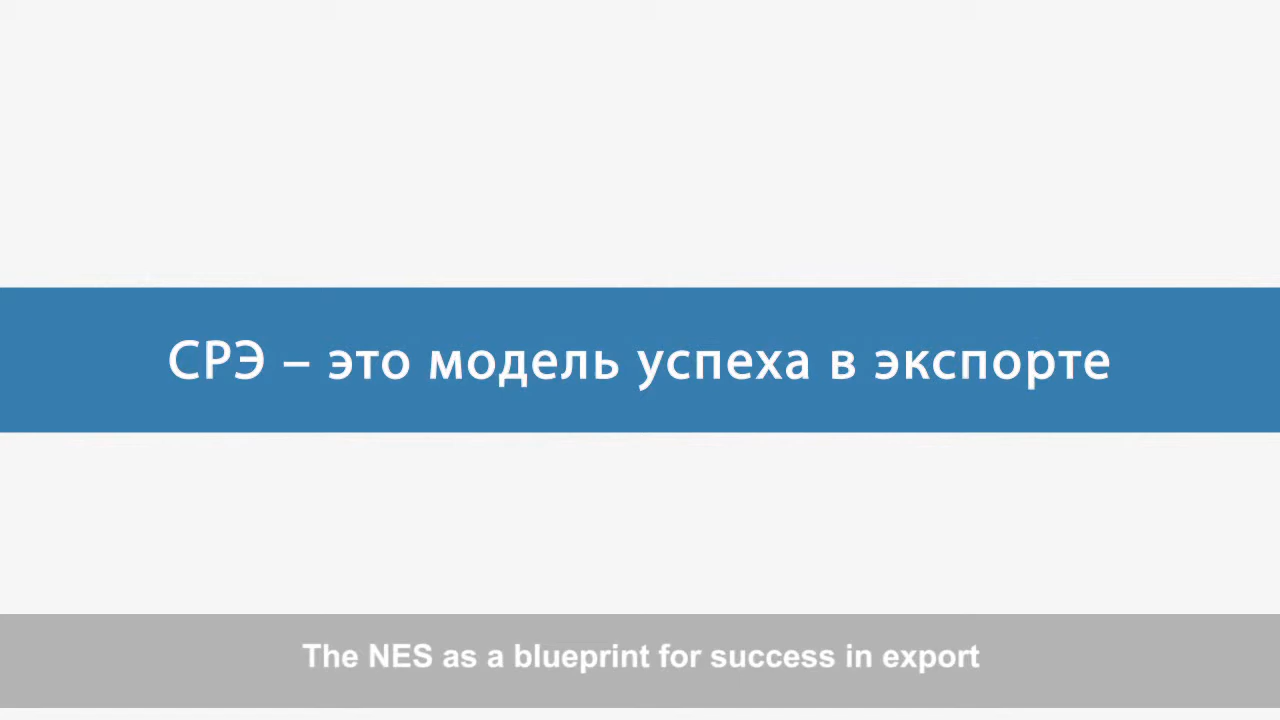 СРЭ – это модель успеха в экспорте
The NES as a blueprint for success in export